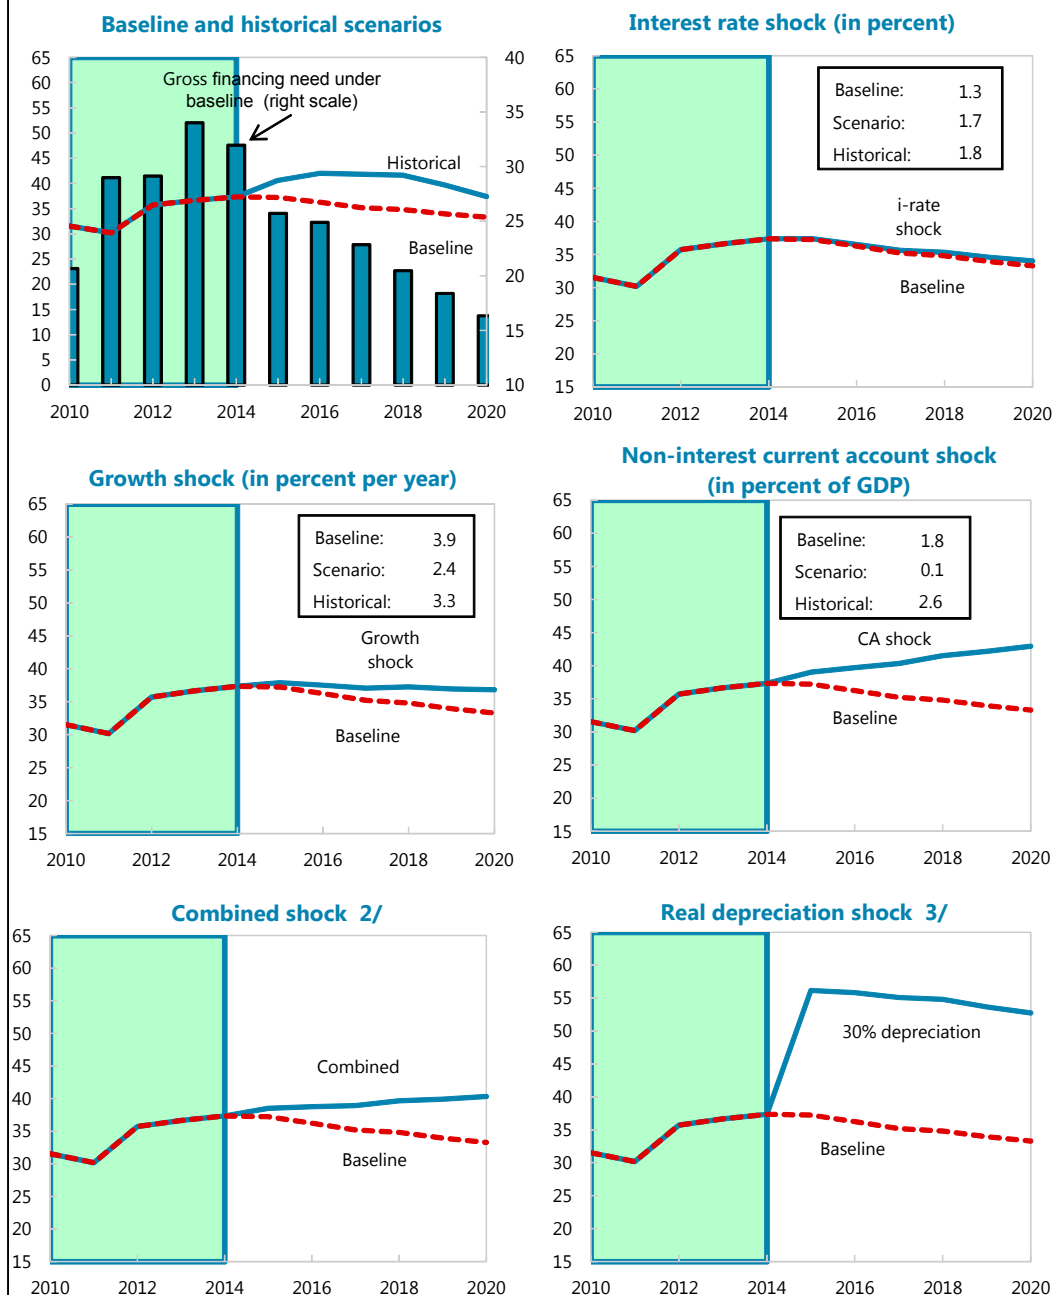 Baseline and historical scenarios
65
60
55
50
45
40
35
30
25
20
15
10
5
0
40
35
30
25
20
15
10
Gross financing need under
baseline (right scale)
Historical
Baseline
2010 2012 2014 2016 2018 2020
Interest rate shock (in percent)
65
60
55
50
45
40
35
30
25
20
15
Baseline: 1.3
Scenario: 1.7
Historical: 1.8
i-rate
shock
Baseline
2010 2012 2014 2016 2018 2020
Growth shock (in percent per year)
65
60
55
50
45
40
35
30
25
20
15
Baseline: 3.9
Scenario: 2.4
Historical: 3.3
Growth
shock
Baseline
2010 2012 2014 2016 2018 2020
Non-interest current account shock
(in percent of GDP)
65
60
55
50
45
40
35
30
25
20
15
Baseline: 1.8
Scenario: 0.1
Historical: 2.6
CA shock
Baseline
2010 2012 2014 2016 2018 2020
Combined shock 2/
65
60
55
50
45
40
35
30
25
20
15
Combined
Baseline
2010 2012 2014 2016 2018 2020
Real depreciation shock 3/
65
60
55
50
45
40
35
30
25
20
15
30% depreciation
Baseline
2010 2012 2014 2016 2018 2020